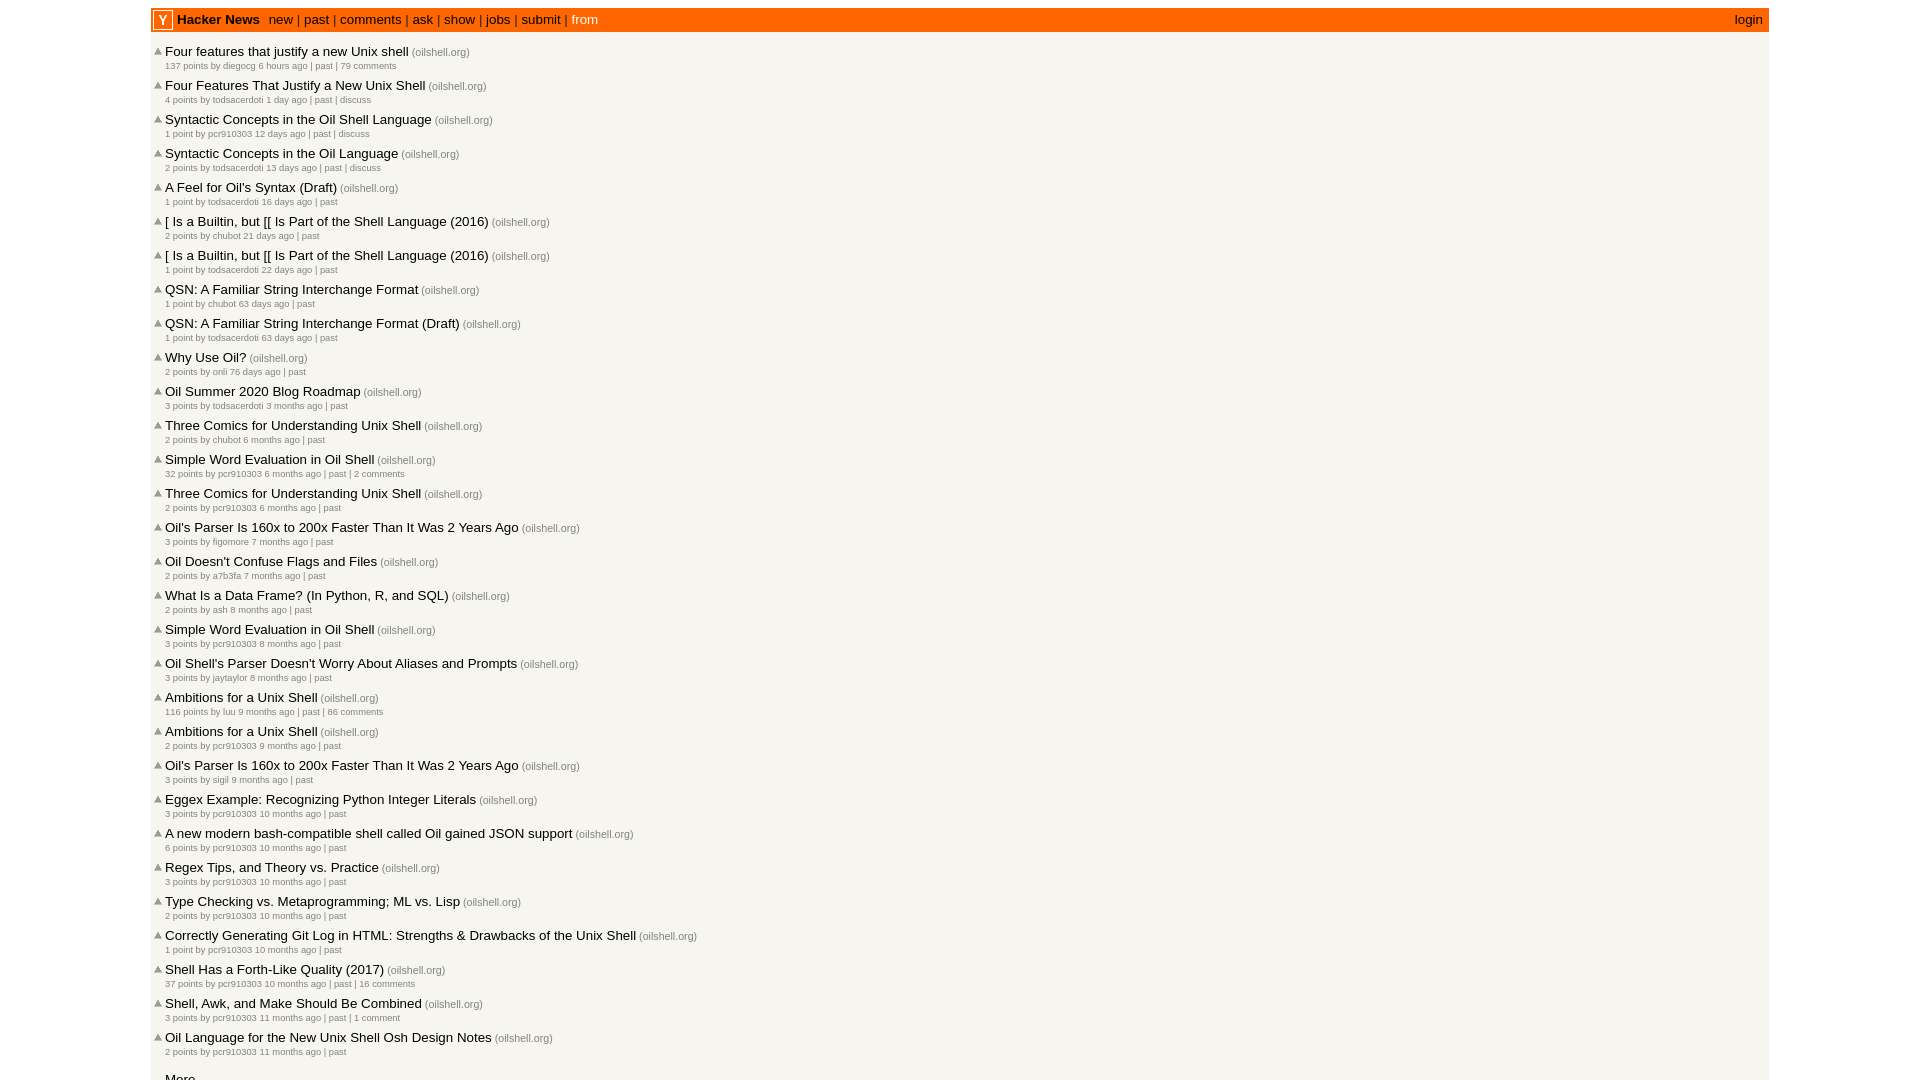 Y Hacker News new | past | comments | ask | show | jobs | submit | from login
Four features that justify a new Unix shell (oilshell.org)
137 points by diegocg 6 hours ago | past | 79 comments
Four Features That Justify a New Unix Shell (oilshell.org)
4 points by todsacerdoti 1 day ago | past | discuss
Syntactic Concepts in the Oil Shell Language (oilshell.org)
1 point by pcr910303 12 days ago | past | discuss
Syntactic Concepts in the Oil Language (oilshell.org)
2 points by todsacerdoti 13 days ago | past | discuss
A Feel for Oil's Syntax (Draft) (oilshell.org)
1 point by todsacerdoti 16 days ago | past
[ Is a Builtin, but [[ Is Part of the Shell Language (2016) (oilshell.org)
2 points by chubot 21 days ago | past
[ Is a Builtin, but [[ Is Part of the Shell Language (2016) (oilshell.org)
1 point by todsacerdoti 22 days ago | past
QSN: A Familiar String Interchange Format (oilshell.org)
1 point by chubot 63 days ago | past
QSN: A Familiar String Interchange Format (Draft) (oilshell.org)
1 point by todsacerdoti 63 days ago | past
Why Use Oil? (oilshell.org)
2 points by onli 76 days ago | past
Oil Summer 2020 Blog Roadmap (oilshell.org)
3 points by todsacerdoti 3 months ago | past
Three Comics for Understanding Unix Shell (oilshell.org)
2 points by chubot 6 months ago | past
Simple Word Evaluation in Oil Shell (oilshell.org)
32 points by pcr910303 6 months ago | past | 2 comments
Three Comics for Understanding Unix Shell (oilshell.org)
2 points by pcr910303 6 months ago | past
Oil's Parser Is 160x to 200x Faster Than It Was 2 Years Ago (oilshell.org)
3 points by figomore 7 months ago | past
Oil Doesn't Confuse Flags and Files (oilshell.org)
2 points by a7b3fa 7 months ago | past
What Is a Data Frame? (In Python, R, and SQL) (oilshell.org)
2 points by ash 8 months ago | past
Simple Word Evaluation in Oil Shell (oilshell.org)
3 points by pcr910303 8 months ago | past
Oil Shell's Parser Doesn't Worry About Aliases and Prompts (oilshell.org)
3 points by jaytaylor 8 months ago | past
Ambitions for a Unix Shell (oilshell.org)
116 points by luu 9 months ago | past | 86 comments
Ambitions for a Unix Shell (oilshell.org)
2 points by pcr910303 9 months ago | past
Oil's Parser Is 160x to 200x Faster Than It Was 2 Years Ago (oilshell.org)
3 points by sigil 9 months ago | past
Eggex Example: Recognizing Python Integer Literals (oilshell.org)
3 points by pcr910303 10 months ago | past
A new modern bash-compatible shell called Oil gained JSON support (oilshell.org)
6 points by pcr910303 10 months ago | past
Regex Tips, and Theory vs. Practice (oilshell.org)
3 points by pcr910303 10 months ago | past
Type Checking vs. Metaprogramming; ML vs. Lisp (oilshell.org)
2 points by pcr910303 10 months ago | past
Correctly Generating Git Log in HTML: Strengths & Drawbacks of the Unix Shell (oilshell.org)
1 point by pcr910303 10 months ago | past
Shell Has a Forth-Like Quality (2017) (oilshell.org)
37 points by pcr910303 10 months ago | past | 16 comments
Shell, Awk, and Make Should Be Combined (oilshell.org)
3 points by pcr910303 11 months ago | past | 1 comment
Oil Language for the New Unix Shell Osh Design Notes (oilshell.org)
2 points by pcr910303 11 months ago | past
More